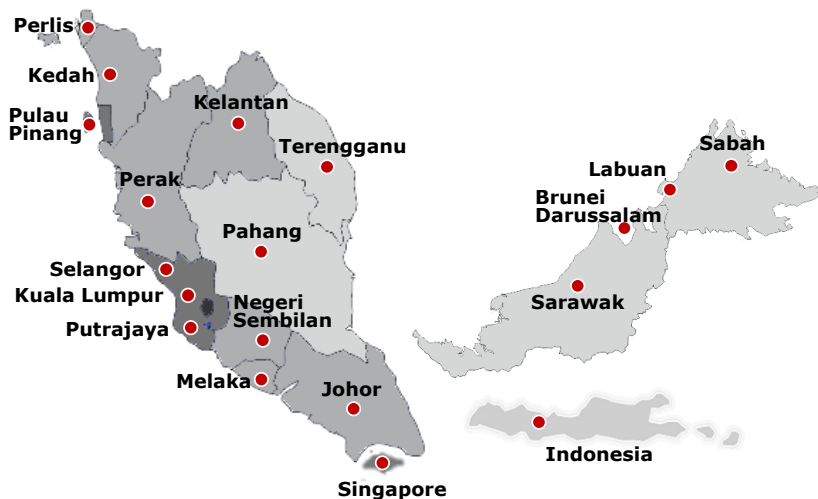 Perlis
Kedah
Pulau
Pinang
Kelantan
Terengganu
Perak
Pahang
Selangor
Kuala Lumpur
Putrajaya
Negeri
Sembilan
Melaka
Johor
Singapore
Sabah
Labuan
Brunei
Darussalam
Sarawak
Indonesia